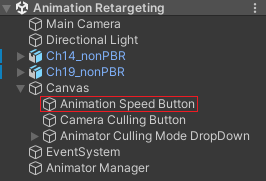 Animation Retargeting
Main Camera
Directional Light
Ch14_nonPBR
Ch19_nonPBR
Canvas
Animation Speed Button
Camera Culling Button
Animator Culling Mode DropDown
EventSystem
Animator Manager